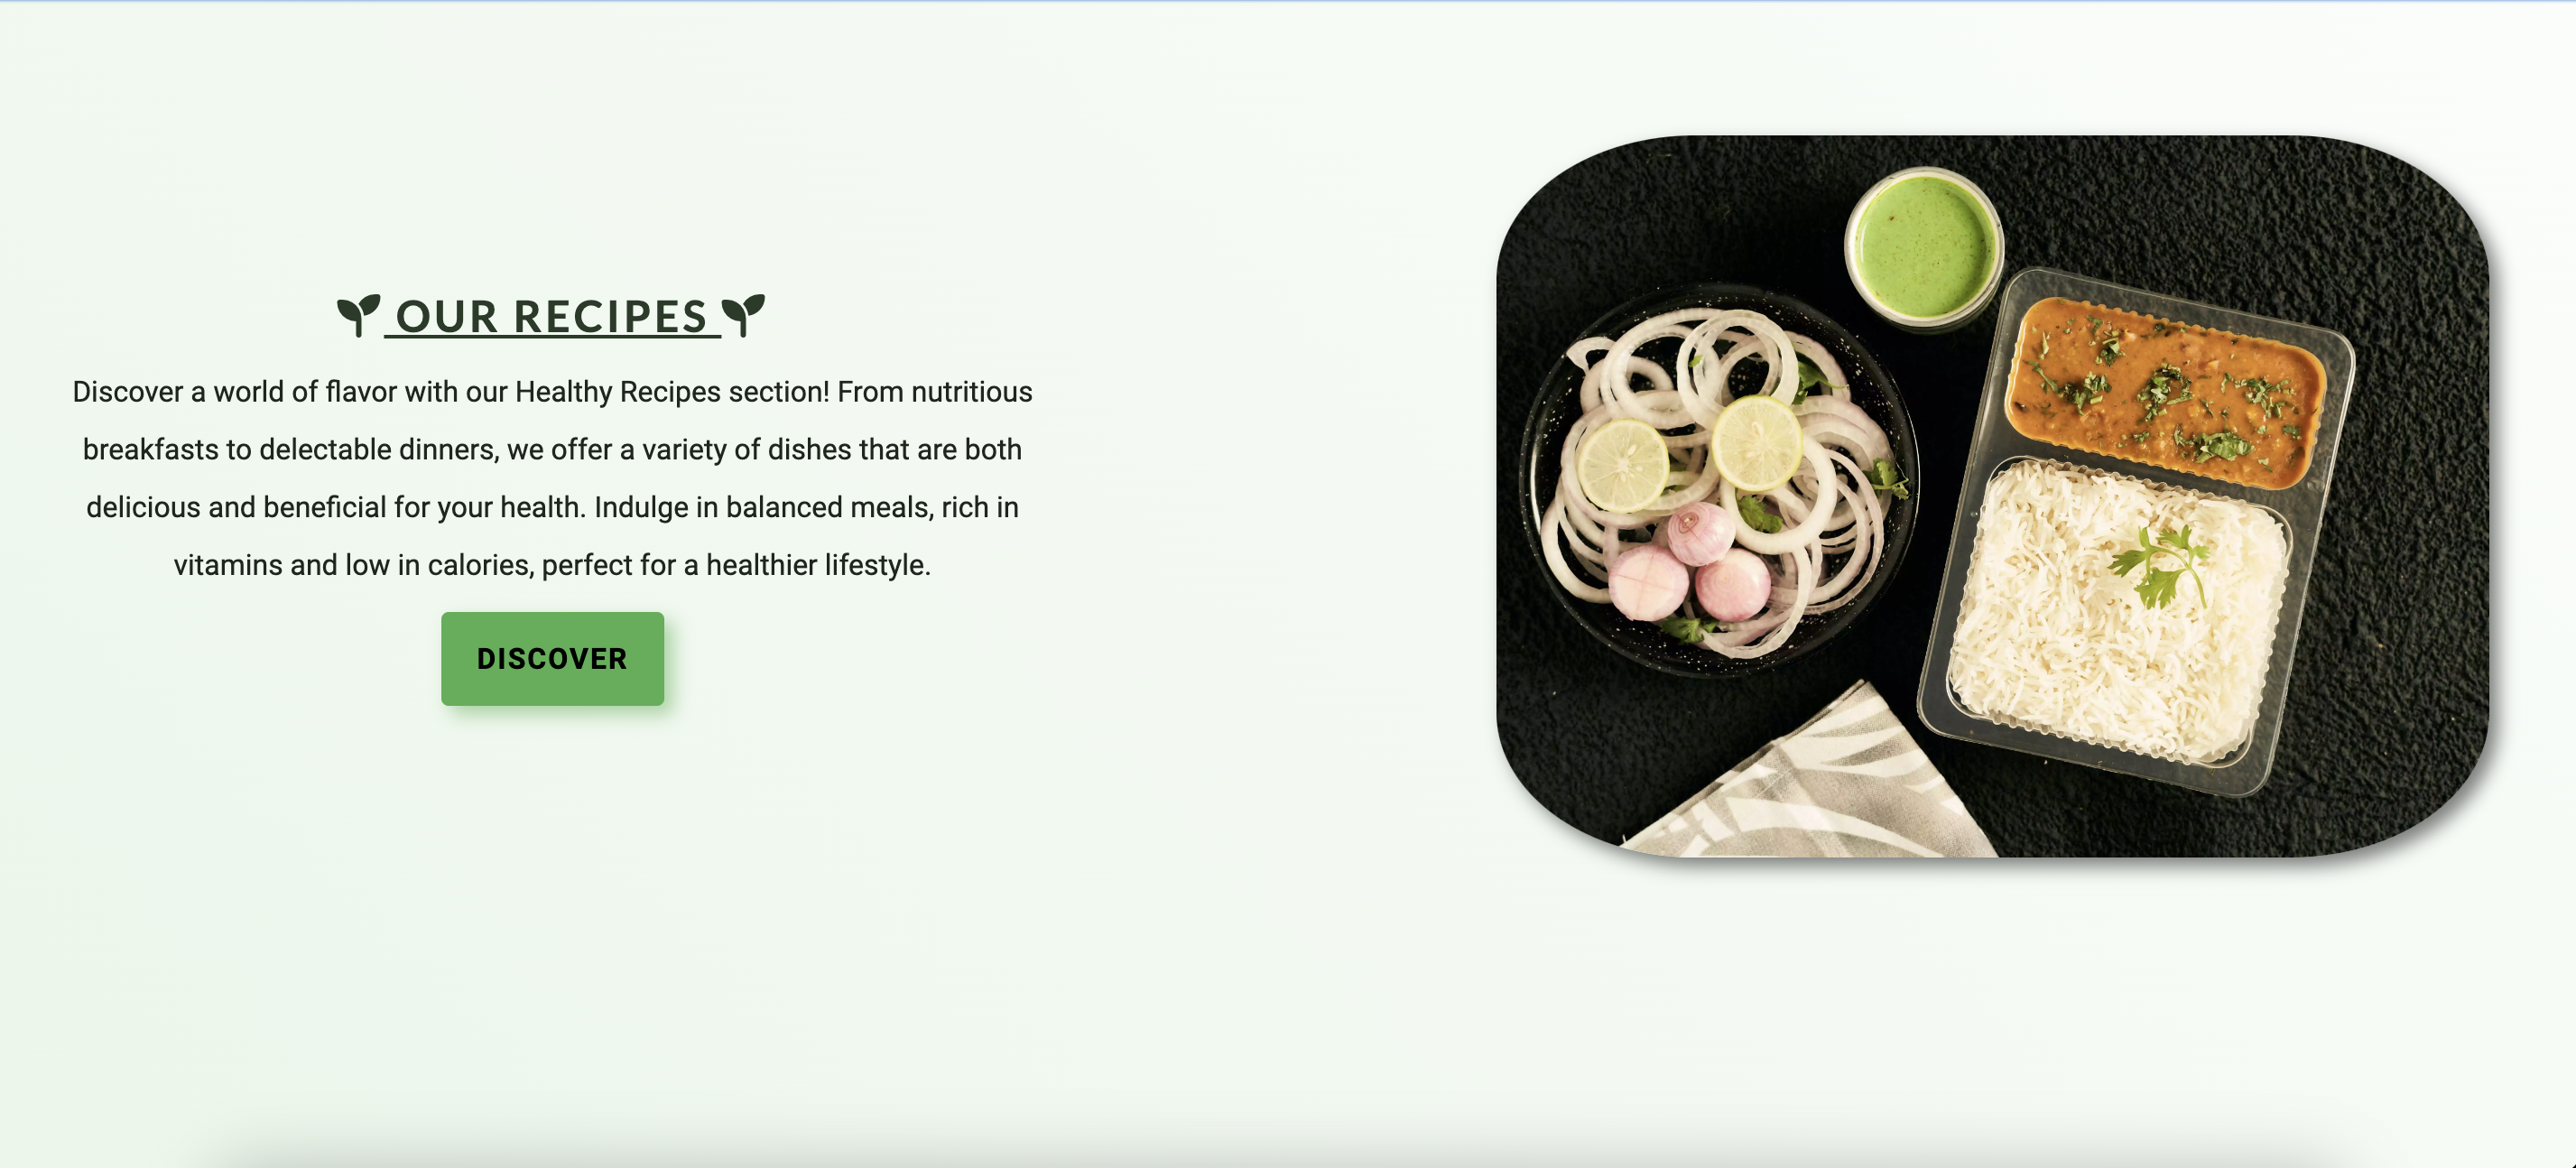 OUR RECIPES
Discover a world of flavor with our Healthy Recipes section! From nutritious
breakfasts to delectable dinners, we offer a variety of dishes that are both
delicious and beneficial for your health. Indulge in balanced meals, rich in
vitamins and low in calories, perfect for a healthier lifestyle.
DISCOVER